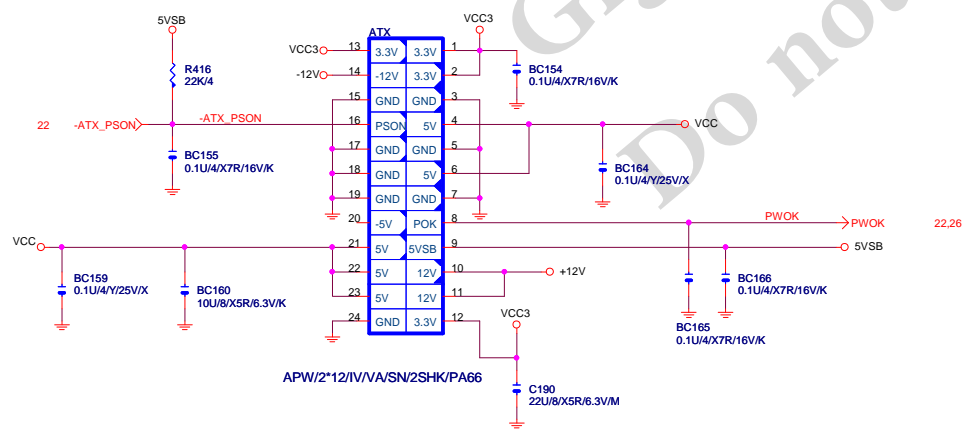 5VSB
VCC3
ATX
VCC3
13
3.3V
3.3V
1
-12V
14
-12V
3.3V
2
R416
22K/4
BC154
0.1U/4/X7R/16V/K
15
GND
GND
3
22
-ATX_PSON
-ATX_PSON
16
PSON
5V
4
VCC
17
GND
GND
5
BC155
0.1U/4/X7R/16V/K
18
GND
5V
6
BC164
0.1U/4/Y/25V/X
19
GND
GND
7
20
-5V
POK
8
PWOK
PWOK
22,26
VCC
21
5V
5VSB
9
5VSB
22
5V
12V
10
+12V
BC159
0.1U/4/Y/25V/X
BC160
10U/8/X5R/6.3V/K
23
5V
12V
11
BC166
0.1U/4/X7R/16V/K
24
GND
3.3V
12
VCC3
BC165
0.1U/4/X7R/16V/K
APW/2*12/IV/VA/SN/2SHK/PA66
C190
22U/8/X5R/6.3V/M
Do not